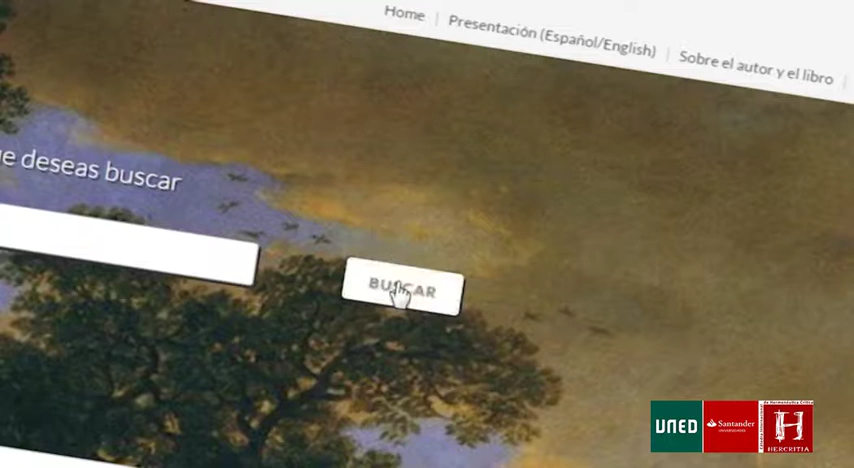 Home | Presentación (Español/English) | Sobre el autor y el libro |
ue deseas buscar
BUSCAR
UNED
Santander
H
HERCRITIA